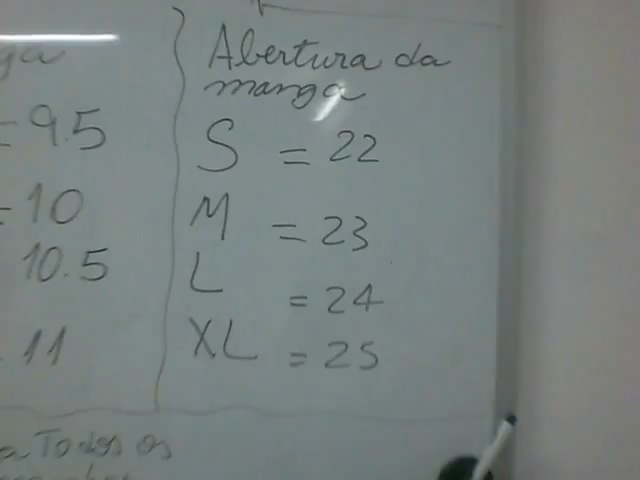 = 9.5
= 10
10.5
11
Abertura da
manga
S = 22
M = 23
L = 24
XL = 25
Todos os